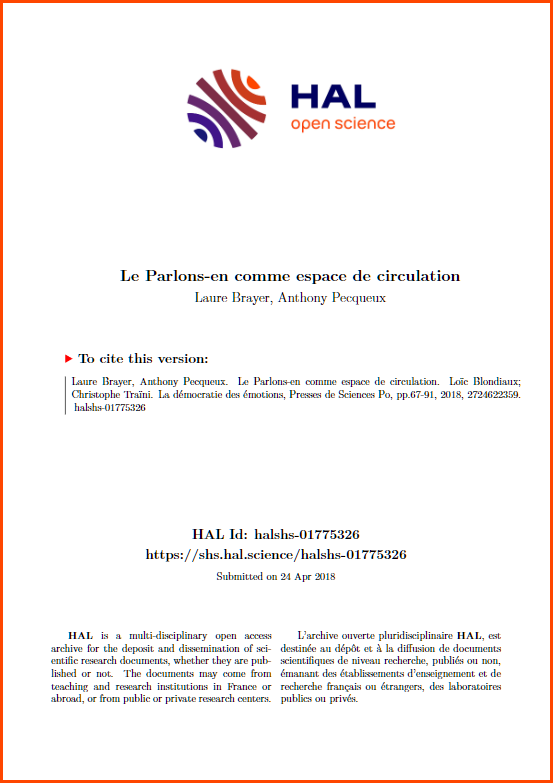 HAL
open science
Le Parlons-en comme espace de circulation
Laure Brayer, Anthony Pecqueux
To cite this version:
Laure Brayer, Anthony Pecqueux. Le Parlons-en comme espace de circulation. Loïc Blondiaux;
Christophe Traïni. La démocratie des émotions, Presses de Sciences Po, pp.67-91, 2018, 2724622359.
halshs-01775326
HAL Id: halshs-01775326
https://shs.hal.science/halshs-01775326
Submitted on 24 Apr 2018
HAL is a multi-disciplinary open access
archive for the deposit and dissemination of sci-
entific research documents, whether they are pub-
lished or not. The documents may come from
teaching and research institutions in France or
abroad, or from public or private research centers.
L'archive ouverte pluridisciplinaire HAL, est
destinée au dépôt et à la diffusion de documents
scientifiques de niveau recherche, publiés ou non,
émanant des établissements d'enseignement et de
recherche français ou étrangers, des laboratoires
publics ou privés.